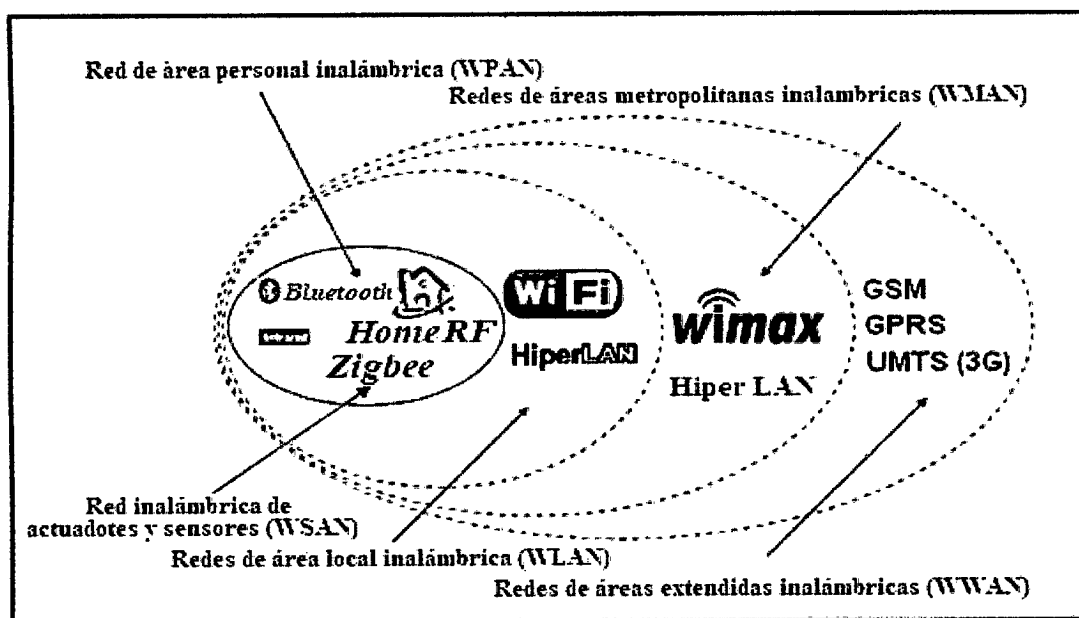 Red de àrea personal inalámbrica (WPAN)
Redes de áreas metropolitanas inalambricas (WMAN)
Bluetooth
HomeRF
Zigbee
WiFi
HiperLAN
wimax
Hiper LAN
GSM
GPRS
UMTS (3G)
Red inalámbrica de
actuadotes y sensores (WSAN)
Redes de área local inalámbrica (WLAN)
Redes de áreas extendidas inalámbricas (WWAN)